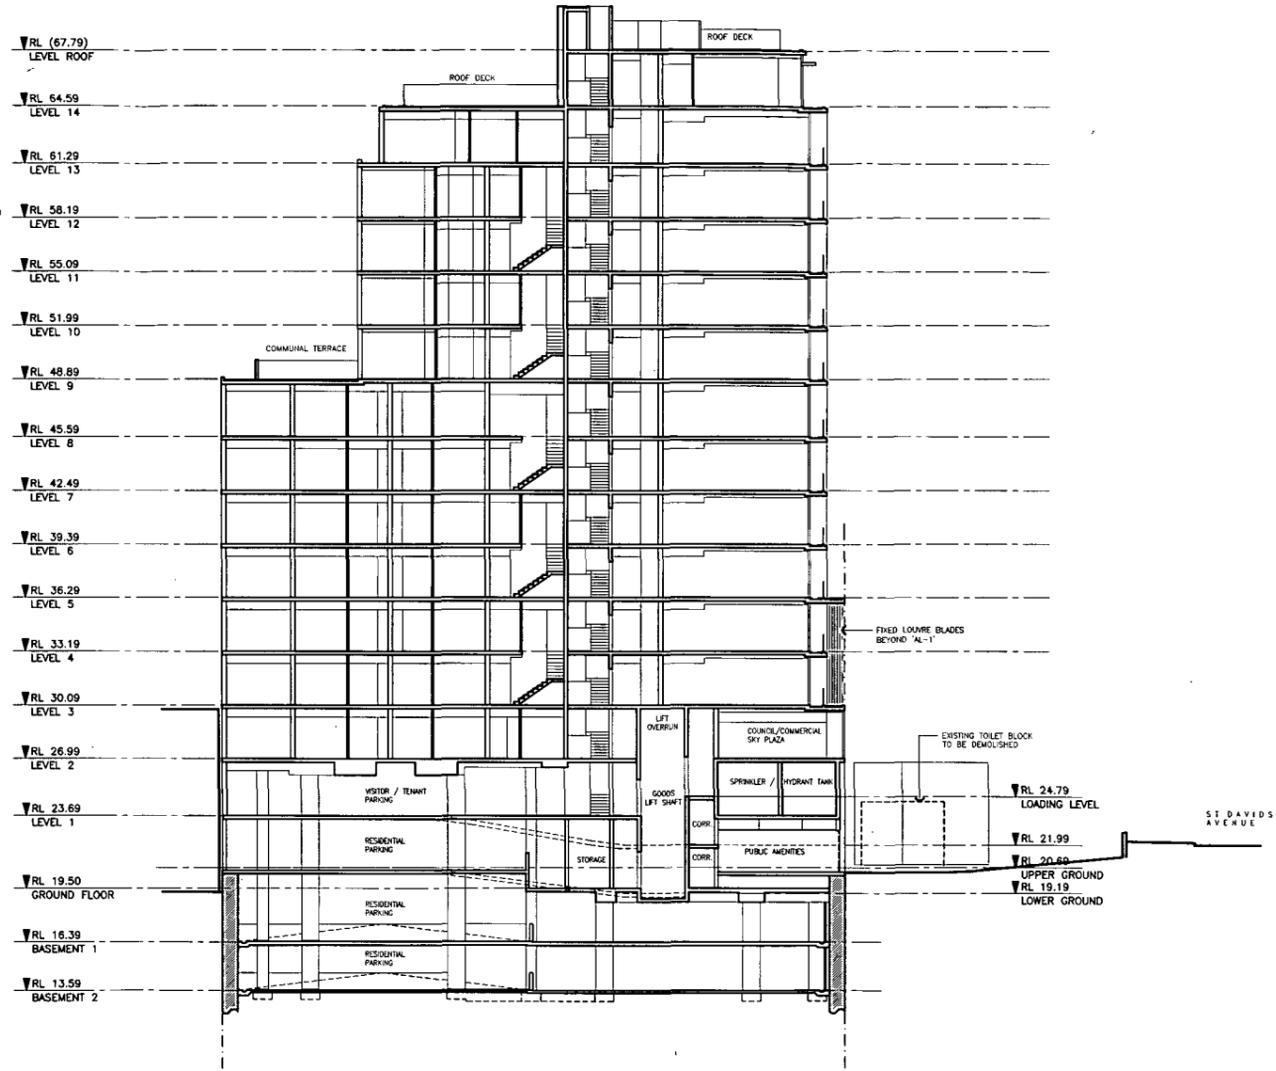 RL (67.79)
LEVEL ROOF
ROOF DECK
ROOF DECK
RL 64.59
LEVEL 14
RL 61.29
LEVEL 13
RL 58.19
LEVEL 12
RL 55.09
LEVEL 11
RL 51.99
LEVEL 10
COMMUNAL TERRACE
RL 48.89
LEVEL 9
RL 45.59
LEVEL 8
RL 42.49
LEVEL 7
RL 39.39
LEVEL 6
RL 36.29
LEVEL 5
FIXED LOUVRE BLADES
BEYOND 'AL-1'
RL 33.19
LEVEL 4
RL 30.09
LEVEL 3
LIFT
OVERRUN
COUNCIL/COMMERCIAL
SKY PLAZA
EXISTING TOILET BLOCK
TO BE DEMOLISHED
RL 26.99
LEVEL 2
VISITOR / TENANT
PARKING
GOODS
LIFT SHAFT
SPRINKLER / HYDRANT TANK
RL 24.79
LOADING LEVEL
RL 23.69
LEVEL 1
CORR.
ST DAVIDS
AVENUE
RESIDENTIAL
PARKING
STORAGE
CORR.
PUBLIC AMENITIES
RL 21.99
RL 20.69
UPPER GROUND
RL 19.50
GROUND FLOOR
RL 19.19
LOWER GROUND
RESIDENTIAL
PARKING
RL 16.39
BASEMENT 1
RESIDENTIAL
PARKING
RL 13.59
BASEMENT 2